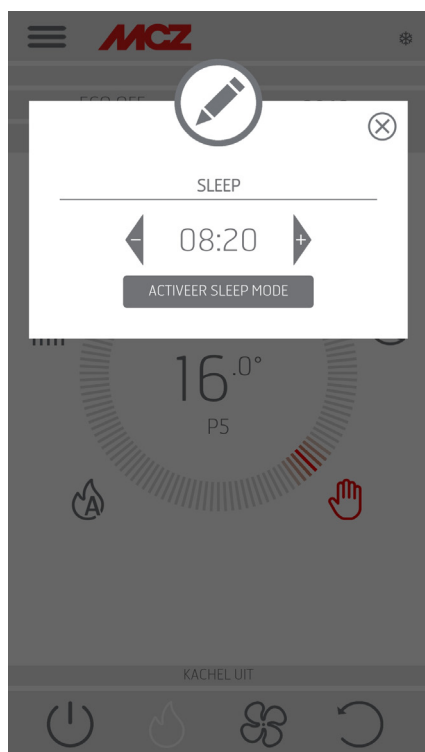 MCZ
SLEEP
- 08:20 +
ACTIVEER SLEEP MODE
16.0°
P5
A
KACHEL UIT